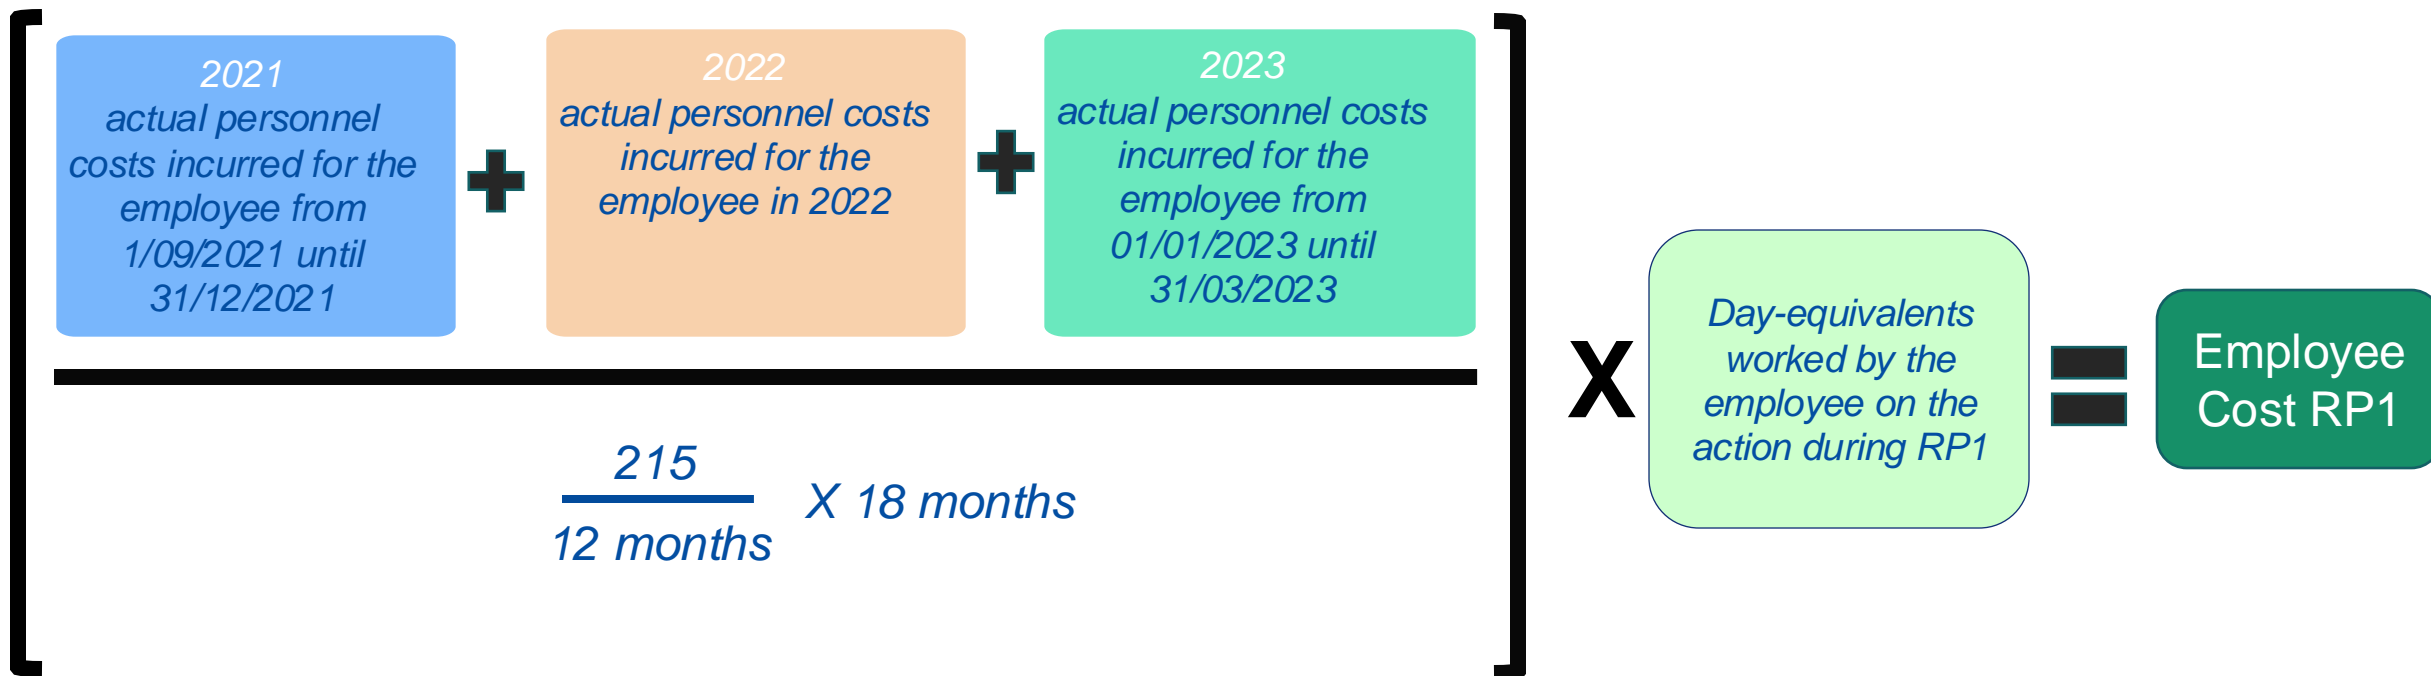 2021
actual personnel
costs incurred for the
employee from
1/09/2021 until
31/12/2021
2022
actual personnel costs
incurred for the
employee in 2022
2023
actual personnel costs
incurred for the
employee from
01/01/2023 until
31/03/2023
215
12 months
X 18 months
X
Day-equivalents
worked by the
employee on the
action during RP1
Employee
Cost RP1